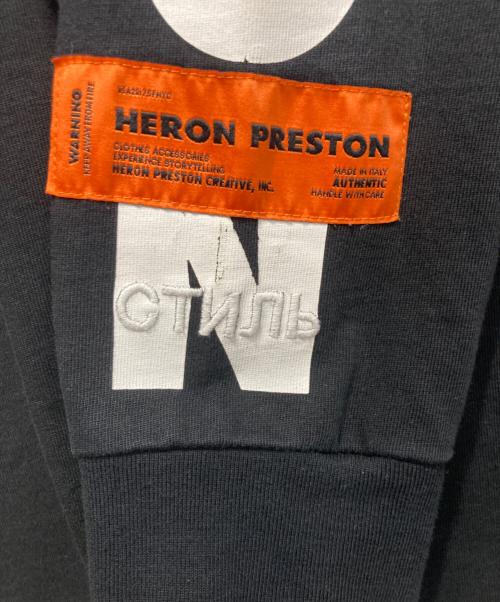 WARNING
KEEP AWAY FROM FIRE
HERON PRESTON
CLOTHES ACCESSORIES
EXPERIENCE STORYTELLING
HERON PRESTON CREATIVE, INC.
MADE IN ITALY
AUTHENTIC
HANDLE WITH CARE
N
СТИЛЬ